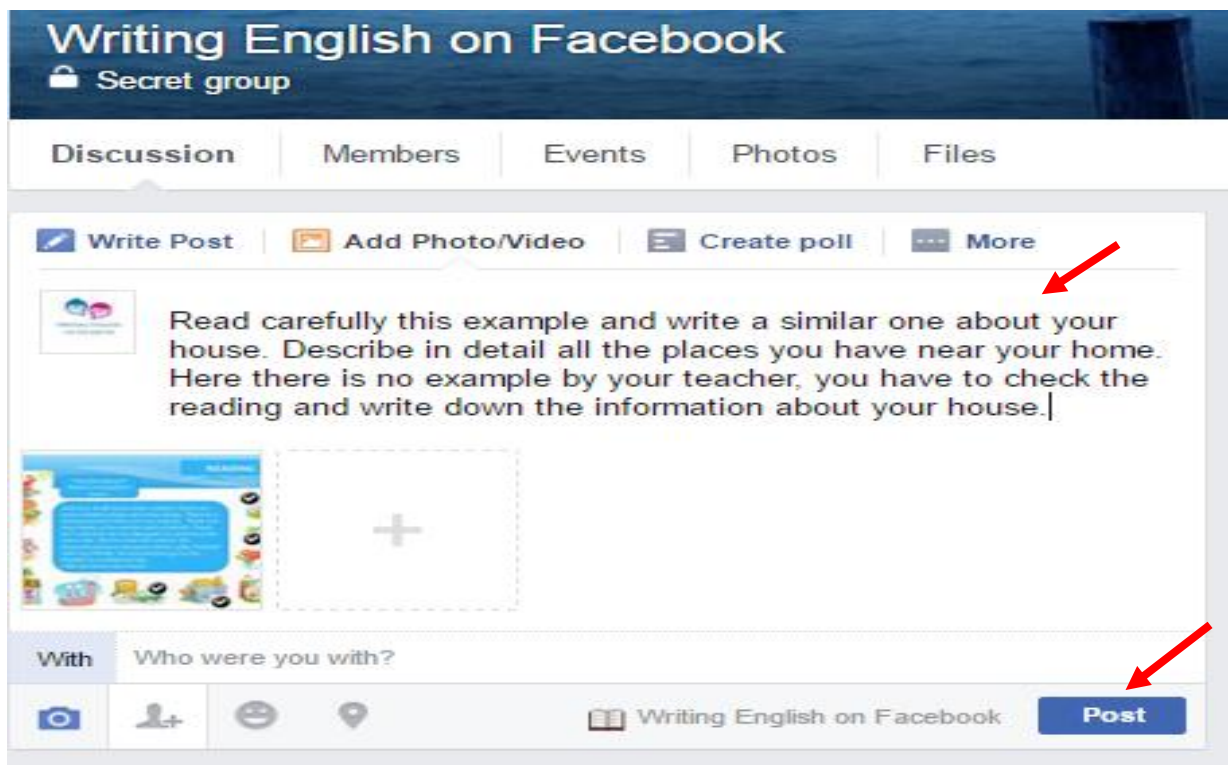 Writing English on Facebook
Secret group
Discussion Members Events Photos Files
Write Post Add Photo/Video Create poll More
Read carefully this example and write a similar one about your
house. Describe in detail all the places you have near your home.
Here there is no example by your teacher, you have to check the
reading and write down the information about your house.
READING
With Who were you with?
Writing English on Facebook Post